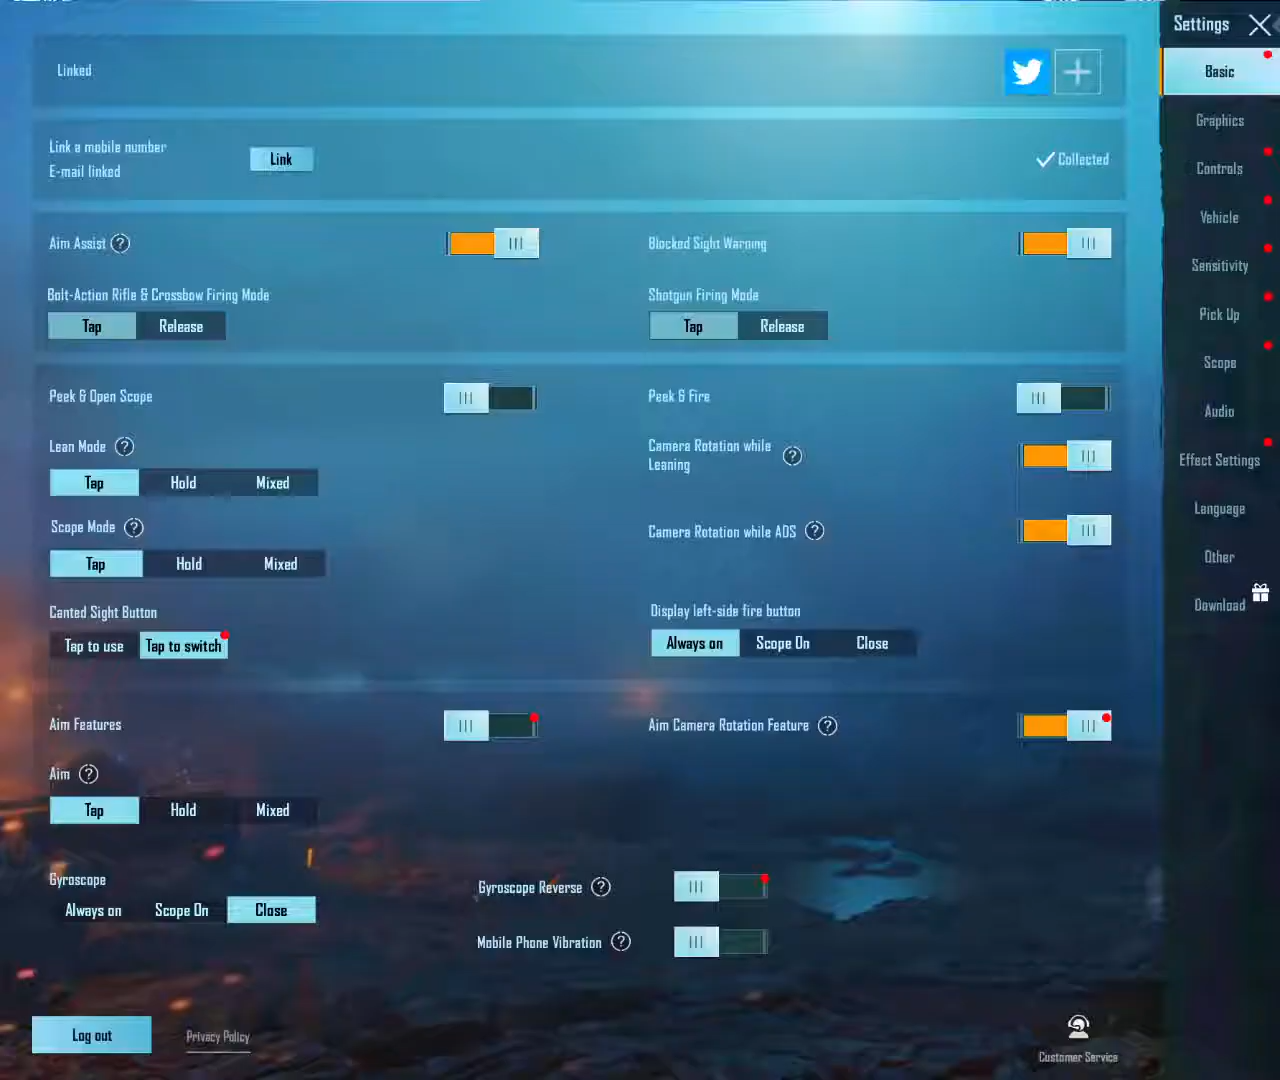 Settings
Linked
Basic
Graphics
Link a mobile number
E-mail linked
Link
Collected
Controls
Vehicle
Aim Assist ?
Blocked Sight Warning
Sensitivity
Bolt-Action Rifle & Crossbow Firing Mode
Shotgun Firing Mode
Tap Release
Tap Release
Pick Up
Scope
Peek & Open Scope
Peek & Fire
Audio
Lean Mode ?
Camera Rotation while
Leaning ?
Tap Hold Mixed
Effect Settings
Scope Mode ?
Camera Rotation while ADS ?
Language
Tap Hold Mixed
Other
Canted Sight Button
Display left-side fire button
Download
Tap to use Tap to switch
Always on Scope On Close
Aim Features
Aim Camera Rotation Feature ?
Aim ?
Tap Hold Mixed
Gyroscope
Gyroscope Reverse ?
Always on Scope On Close
Mobile Phone Vibration ?
Log out
Privacy Policy
Customer Service